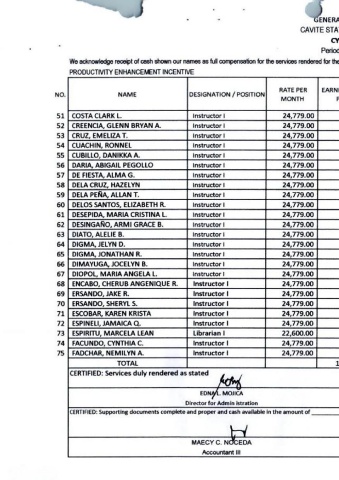 GENERA
CAVITE STA
CY
Period
We acknowledge receipt of cash shown our names as full compensation for the services rendered for the
PRODUCTIVITY ENHANCEMENT INCENTIVE
NO. NAME DESIGNATION / POSITION RATE PER MONTH EARNI
51 COSTA CLARK L. Instructor I 24,779.00
52 CREENCIA, GLENN BRYAN A. Instructor I 24,779.00
53 CRUZ, EMELIZA T. Instructor I 24,779.00
54 CUACHIN, RONNEL Instructor I 24,779.00
55 CUBILLO, DANIKKA A. Instructor I 24,779.00
56 DARIA, ABIGAIL PEGOLLO Instructor I 24,779.00
57 DE FIESTA, ALMA G. Instructor I 24,779.00
58 DELA CRUZ, HAZELYN Instructor I 24,779.00
59 DELA PEÑA, ALLAN T. Instructor I 24,779.00
60 DELOS SANTOS, ELIZABETH R. Instructor I 24,779.00
61 DESEPIDA, MARIA CRISTINA L. Instructor I 24,779.00
62 DESINGAÑO, ARMI GRACE B. Instructor I 24,779.00
63 DIATO, ALELIE B. Instructor I 24,779.00
64 DIGMA, JELYN D. Instructor I 24,779.00
65 DIGMA, JONATHAN R. Instructor I 24,779.00
66 DIMAYUGA, JOCELYN B. Instructor I 24,779.00
67 DIOPOL, MARIA ANGELA L. Instructor I 24,779.00
68 ENCABO, CHERUB ANGENIQUE R. Instructor I 24,779.00
69 ERSANDO, JAKE R. Instructor I 24,779.00
70 ERSANDO, SHERYL S. Instructor I 24,779.00
71 ESCOBAR, KAREN KRISTA Instructor I 24,779.00
72 ESPINELI, JAMAICA Q. Instructor I 24,779.00
73 ESPIRITU, MARCELA LEAN Librarian I 22,600.00
74 FACUNDO, CYNTHIA C. Instructor I 24,779.00
75 FADCHAR, NEMILYN A. Instructor I 24,779.00
TOTAL 1
CERTIFIED: Services duly rendered as stated
EDNA L. MOJICA
Director for Admin istration
CERTIFIED: Supporting documents complete and proper and cash available in the amount of
MAECY C. NOCEDA
Accountant III